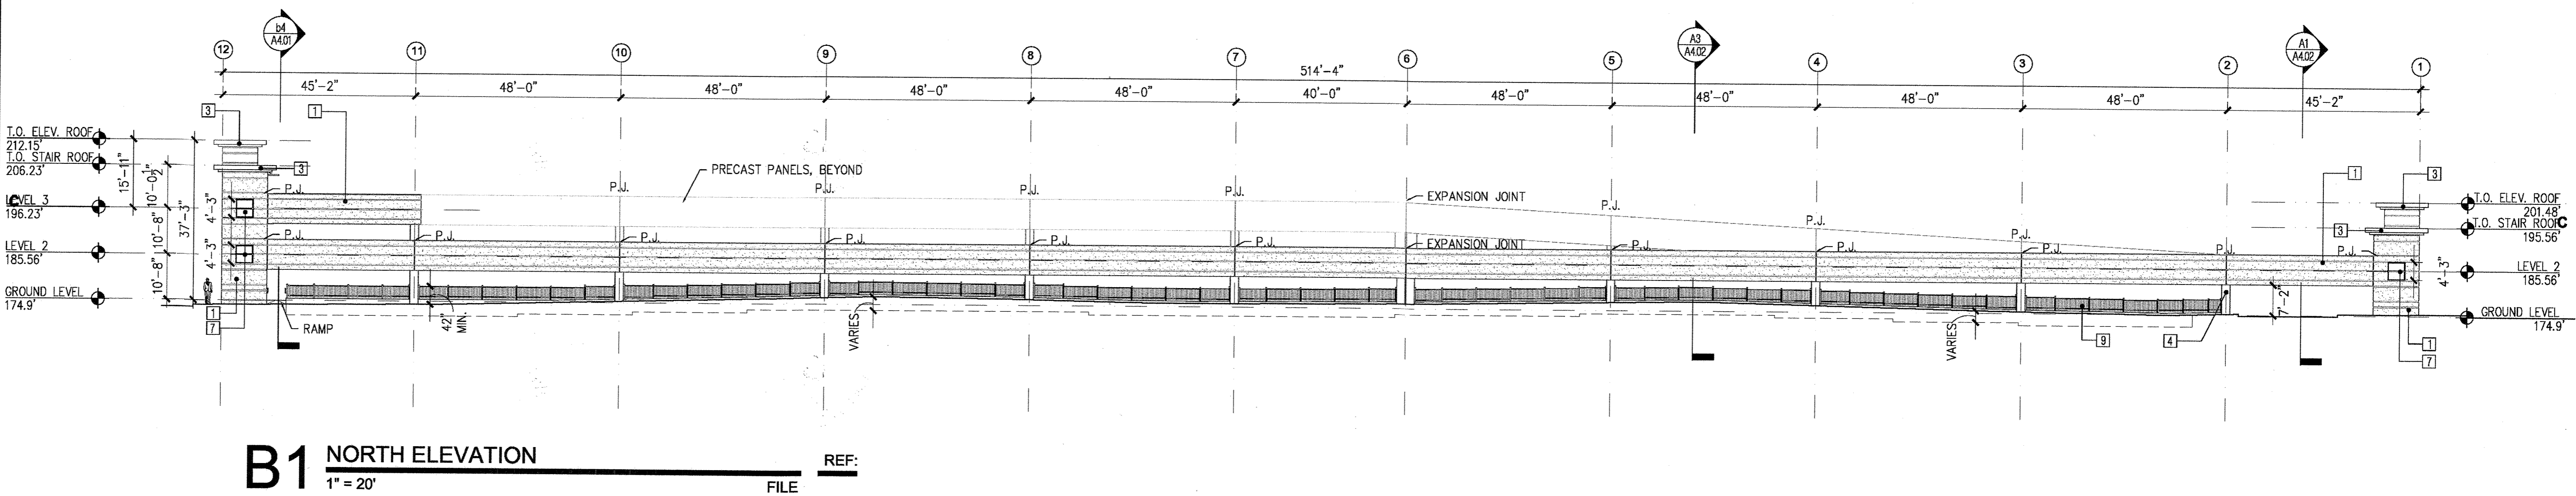 b4
A4.01
A3
A4.02
A1
A4.02
12
11
10
9
8
7
6
5
4
3
2
1
514'-4"
45'-2"
48'-0"
48'-0"
48'-0"
48'-0"
40'-0"
48'-0"
48'-0"
48'-0"
48'-0"
45'-2"
3
1
T.O. ELEV. ROOF
212.15'
T.O. STAIR ROOF
206.23'
LEVEL 3
196.23'
LEVEL 2
185.56'
GROUND LEVEL
174.9'
15'-11"
10'-0 1/2"
10'-8"
10'-8"
37'-3"
4'-3"
4'-3"
3
P.J.
P.J.
PRECAST PANELS, BEYOND
P.J.
P.J.
P.J.
P.J.
EXPANSION JOINT
P.J.
P.J.
P.J.
P.J.
P.J.
P.J.
P.J.
P.J.
P.J.
EXPANSION JOINT
P.J.
P.J.
P.J.
P.J.
P.J.
1
3
3
T.O. ELEV. ROOF
201.48'
T.O. STAIR ROOF
195.56'
C
LEVEL 2
185.56'
GROUND LEVEL
174.9'
4'-3"
7'-2"
1
7
RAMP
42"
MIN.
VARIES
VARIES
9
4
1
7
B1
NORTH ELEVATION
1" = 20'
FILE
REF: